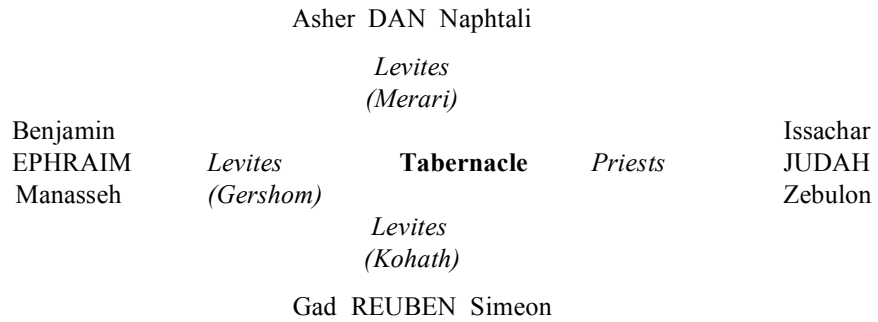 Asher DAN Naphtali
Levites
(Merari)
Benjamin Issachar
EPHRAIM Levites Tabernacle Priests JUDAH
Manasseh (Gershom) Zebulon
Levites
(Kohath)
Gad REUBEN Simeon